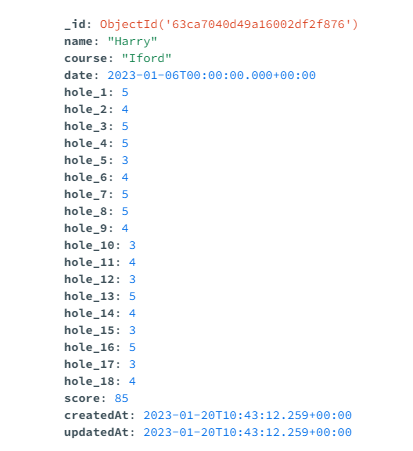 _id: ObjectId('63ca7040d49a16002df2f876')
name: "Harry"
course: "Iford"
date: 2023-01-06T00:00:00.000+00:00
hole_1: 5
hole_2: 4
hole_3: 5
hole_4: 5
hole_5: 3
hole_6: 4
hole_7: 5
hole_8: 5
hole_9: 4
hole_10: 3
hole_11: 4
hole_12: 3
hole_13: 5
hole_14: 4
hole_15: 3
hole_16: 5
hole_17: 3
hole_18: 4
score: 85
createdAt: 2023-01-20T10:43:12.259+00:00
updatedAt: 2023-01-20T10:43:12.259+00:00